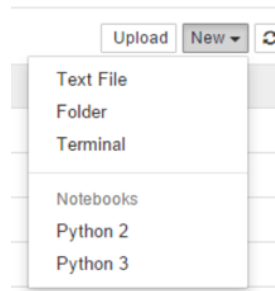 Upload New
Text File
Folder
Terminal
Notebooks
Python 2
Python 3